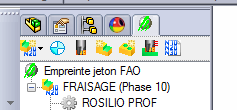 Empreinte jeton FAO
FRAISAGE (Phase 10)
ROSILIO PROF